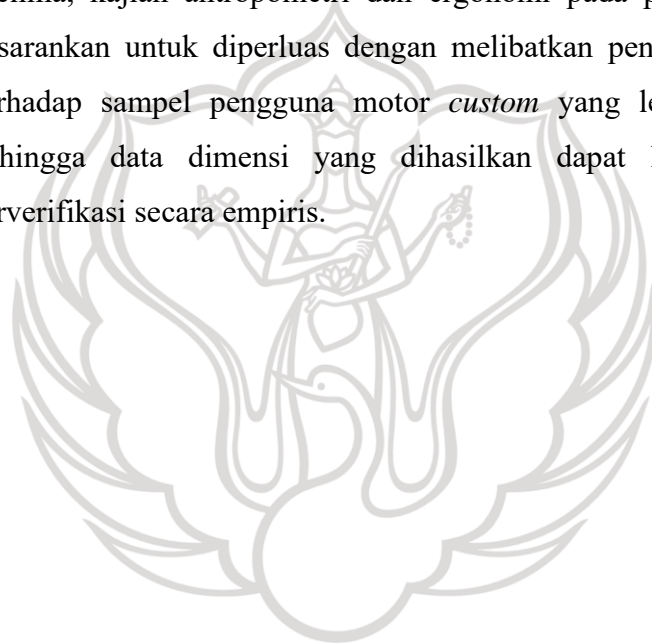 kajian antropometri dan ergonomi pada
untuk diperluas dengan melibatkan
sampel pengguna motor custom yang
data dimensi yang dihasilkan dapat
secara empiris.